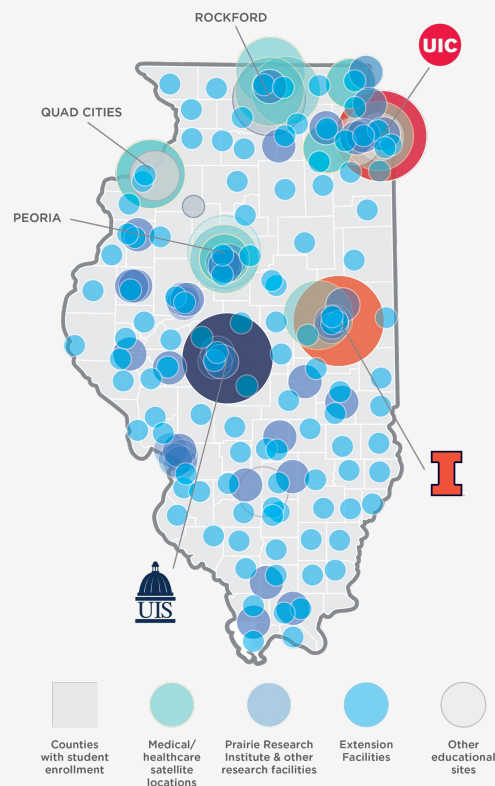 ROCKFORD
UIC
QUAD CITIES
PEORIA
I
UIS
Counties
with student
enrollment
Medical/
healthcare
satellite
locations
Prairie Research
Institute & other
research facilities
Extension
Facilities
Other
educational
sites